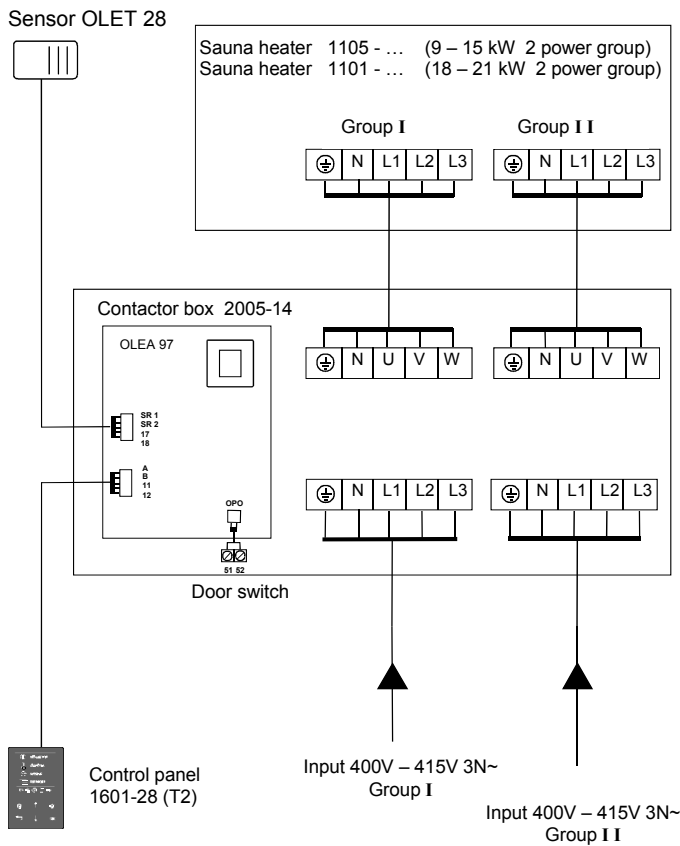 Sensor OLET 28
Sauna heater 1105 - … (9 – 15 kW 2 power group)
Sauna heater 1101 - … (18 – 21 kW 2 power group)
Group I
Group I I
N L1 L2 L3
N L1 L2 L3
Contactor box 2005-14
OLEA 97
N U V W
N U V W
SR 1
SR 2
17
18
A
B
11
12
N L1 L2 L3
N L1 L2 L3
OPO
51 52
Door switch
Control panel
1601-28 (T2)
Input 400V – 415V 3N~
Group I
Input 400V – 415V 3N~
Group I I